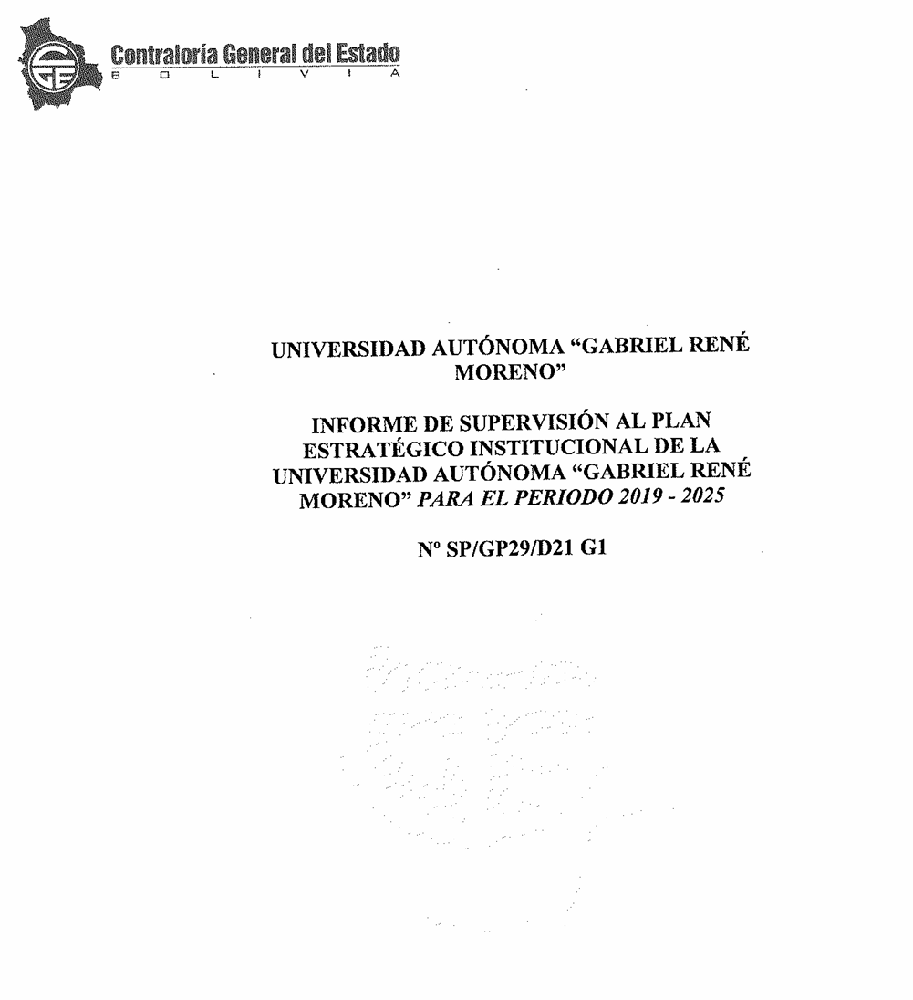 Contraloría General del Estado
BOLIVIA
UNIVERSIDAD AUTÓNOMA “GABRIEL RENÉ
MORENO”
INFORME DE SUPERVISIÓN AL PLAN
ESTRATÉGICO INSTITUCIONAL DE LA
UNIVERSIDAD AUTÓNOMA “GABRIEL RENÉ
MORENO” PARA EL PERIODO 2019 - 2025
Nº SP/GP29/D21 G1